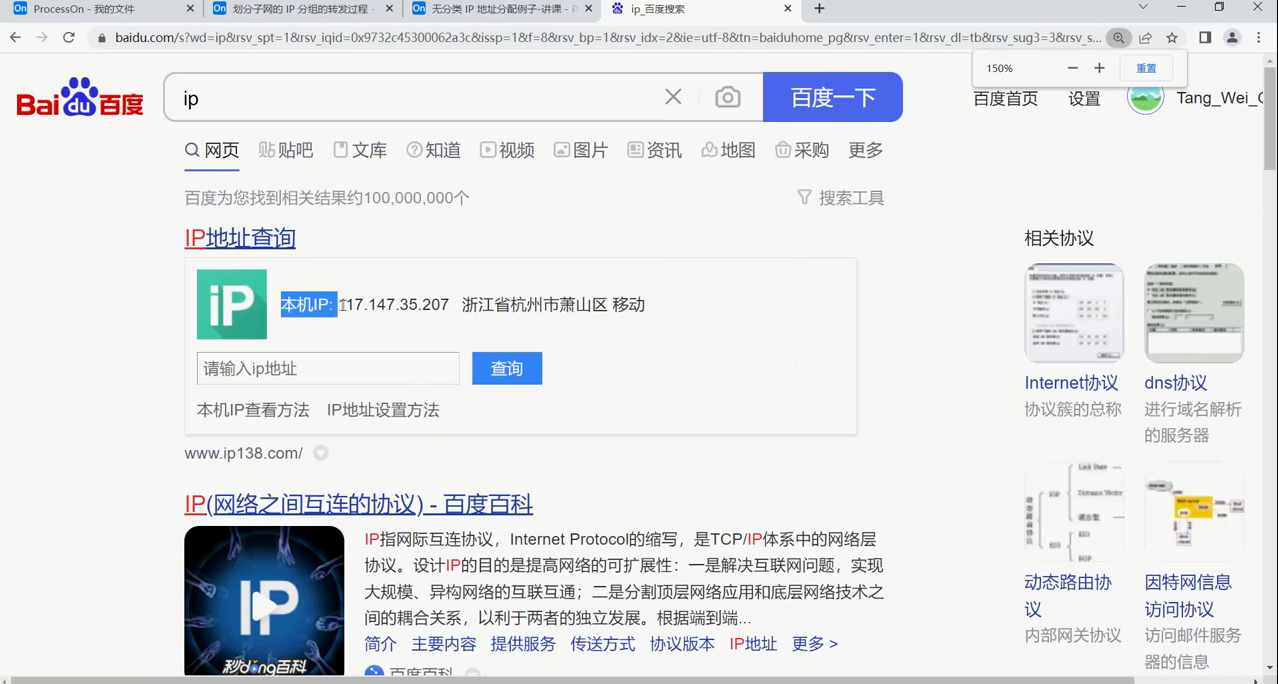 ProcessOn - 我的文件
划分子网的 IP 分组的转发过程 -
无分类 IP 地址分配例子-讲课 - P
ip_百度搜索
baidu.com/s?wd=ip&rsv_spt=1&rsv_iqid=0x9732c45300062a3c&issp=1&f=8&rsv_bp=1&rsv_idx=2&ie=utf-8&tn=baiduhome_pg&rsv_enter=1&rsv_dl=tb&rsv_sug3=3&rsv_s...
150%
重置
Bai du 百度
ip
百度一下
百度首页
设置
Tang_Wei_C
网页
贴吧
文库
知道
视频
图片
资讯
地图
采购
更多
百度为您找到相关结果约100,000,000个
搜索工具
IP地址查询
iP
本机IP: 117.147.35.207 浙江省杭州市萧山区 移动
请输入ip地址
查询
本机IP查看方法 IP地址设置方法
www.ip138.com/
IP(网络之间互连的协议) - 百度百科
IP
秒dong百科
IP指网际互连协议，Internet Protocol的缩写，是TCP/IP体系中的网络层
协议。设计IP的目的是提高网络的可扩展性：一是解决互联网问题，实现
大规模、异构网络的互联互通；二是分割顶层网络应用和底层网络技术之
间的耦合关系，以利于两者的独立发展。根据端到端...
简介 主要内容 提供服务 传送方式 协议版本 IP地址 更多 >
百度百科
相关协议
Internet协议
协议簇的总称
dns协议
进行域名解析
的服务器
动态路由协
议
内部网关协议
因特网信息
访问协议
访问邮件服务
器的信息